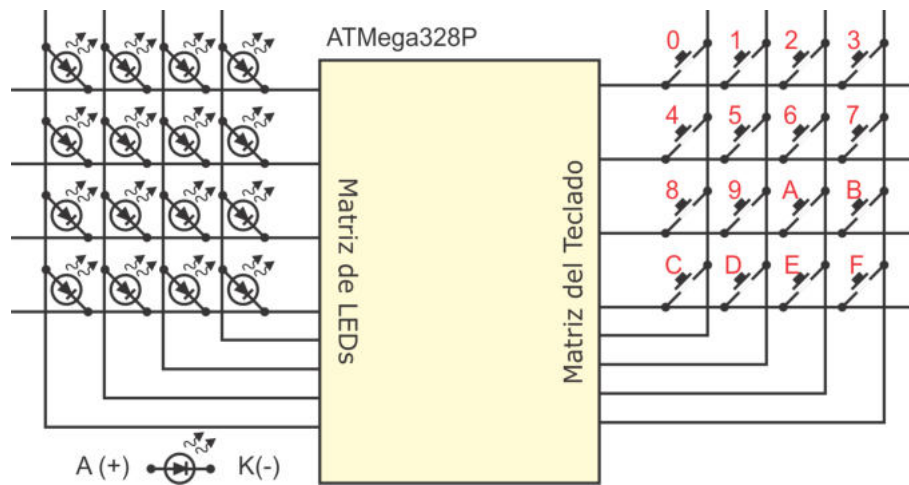 ATMega328P
0 1 2 3
4 5 6 7
8 9 A B
C D E F
Matriz de LEDs
Matriz del Teclado
A (+) K(-)